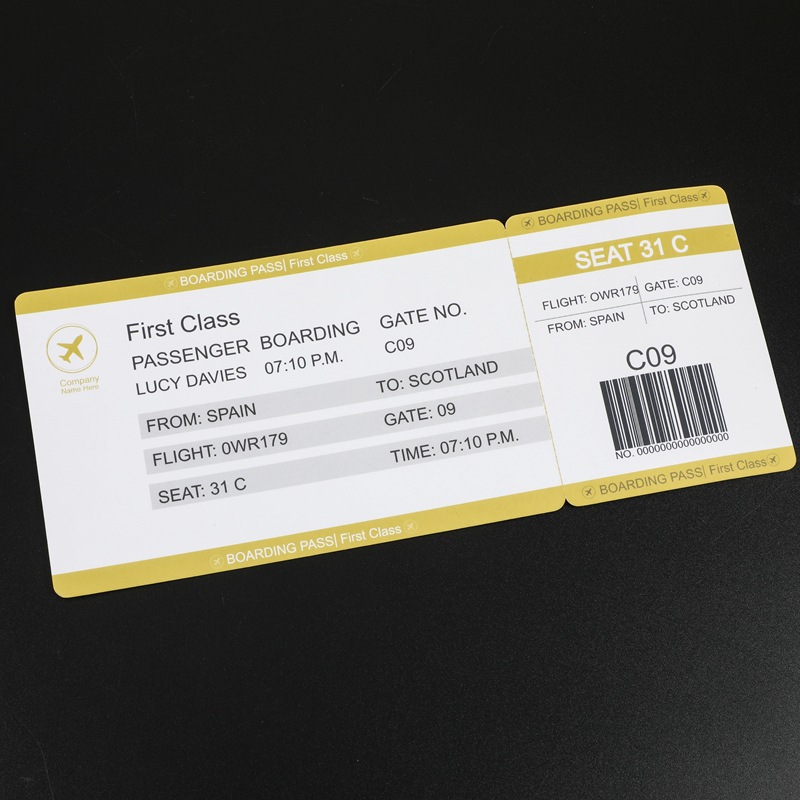 BOARDING PASS| First Class
First Class
PASSENGER BOARDING GATE NO.
LUCY DAVIES 07:10 P.M. C09
Company
Name Here
FROM: SPAIN TO: SCOTLAND
FLIGHT: 0WR179 GATE: 09
SEAT: 31 C TIME: 07:10 P.M.
BOARDING PASS| First Class
BOARDING PASS| First Class
SEAT 31 C
FLIGHT: OWR179 GATE: C09
FROM: SPAIN TO: SCOTLAND
C09
NO. 0000000000000000
BOARDING PASS| First Class